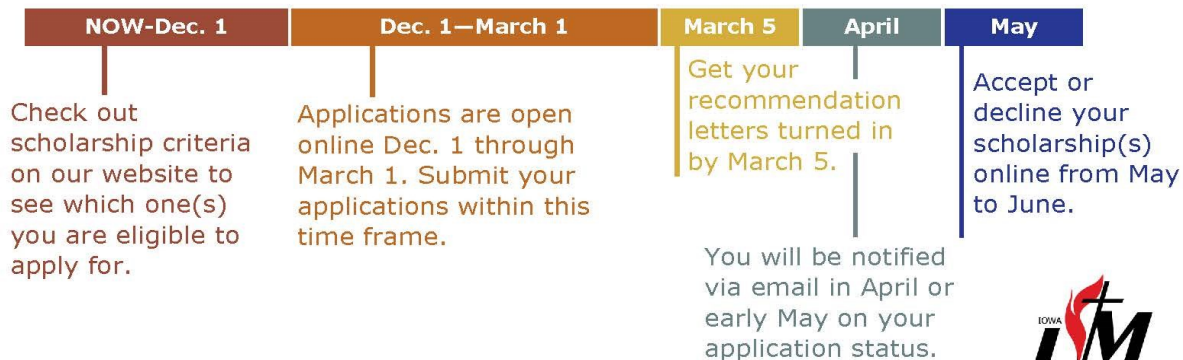 NOW-Dec. 1
Dec. 1—March 1
March 5
April
May
Check out
scholarship criteria
on our website to
see which one(s)
you are eligible to
apply for.
Applications are open
online Dec. 1 through
March 1. Submit your
applications within this
time frame.
Get your
recommendation
letters turned in
by March 5.
You will be notified
via email in April or
early May on your
application status.
Accept or
decline your
scholarship(s)
online from May
to June.
IOWA